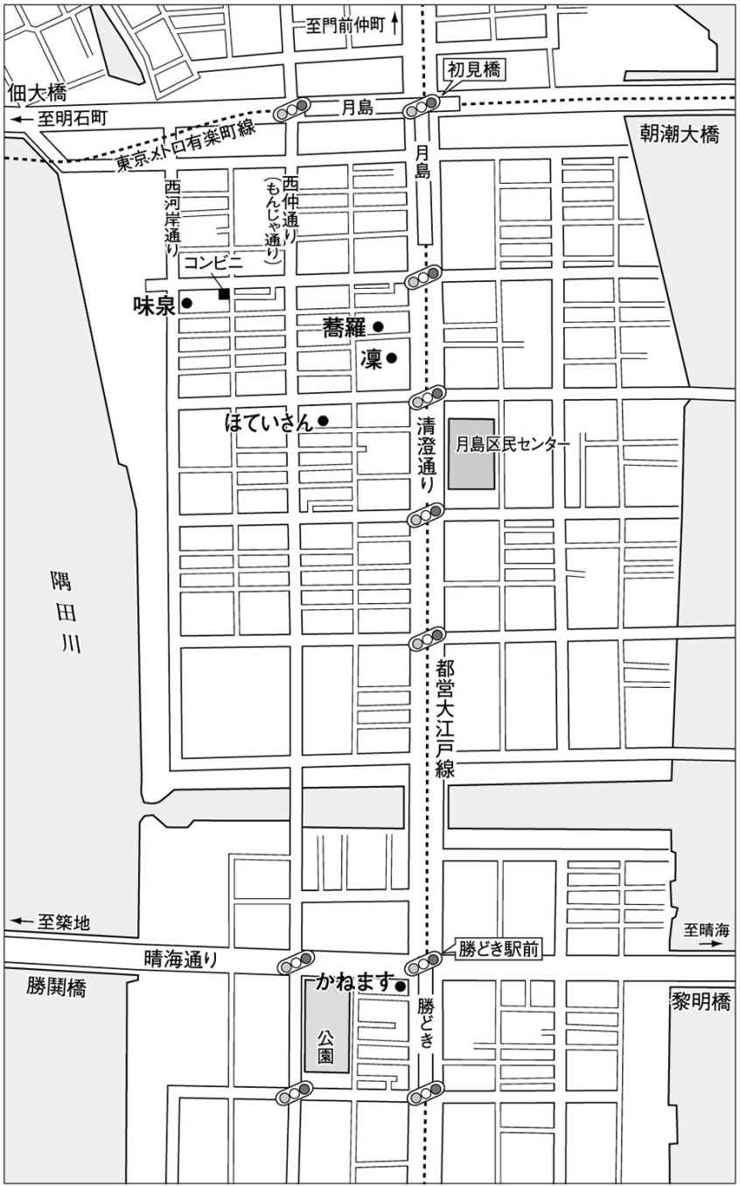 至門前仲町
初見橋
佃大橋
至明石町
月島
朝潮大橋
東京メトロ有楽町線
月島
西河岸通り
西仲通り
(もんじゃ通り)
コンビニ
味泉
蕎羅
凜
ほていさん
清澄通り
月島区民センター
隅田川
都営大江戸線
至築地
至晴海
晴海通り
勝どき駅前
勝鬨橋
かねます
黎明橋
勝どき
公園